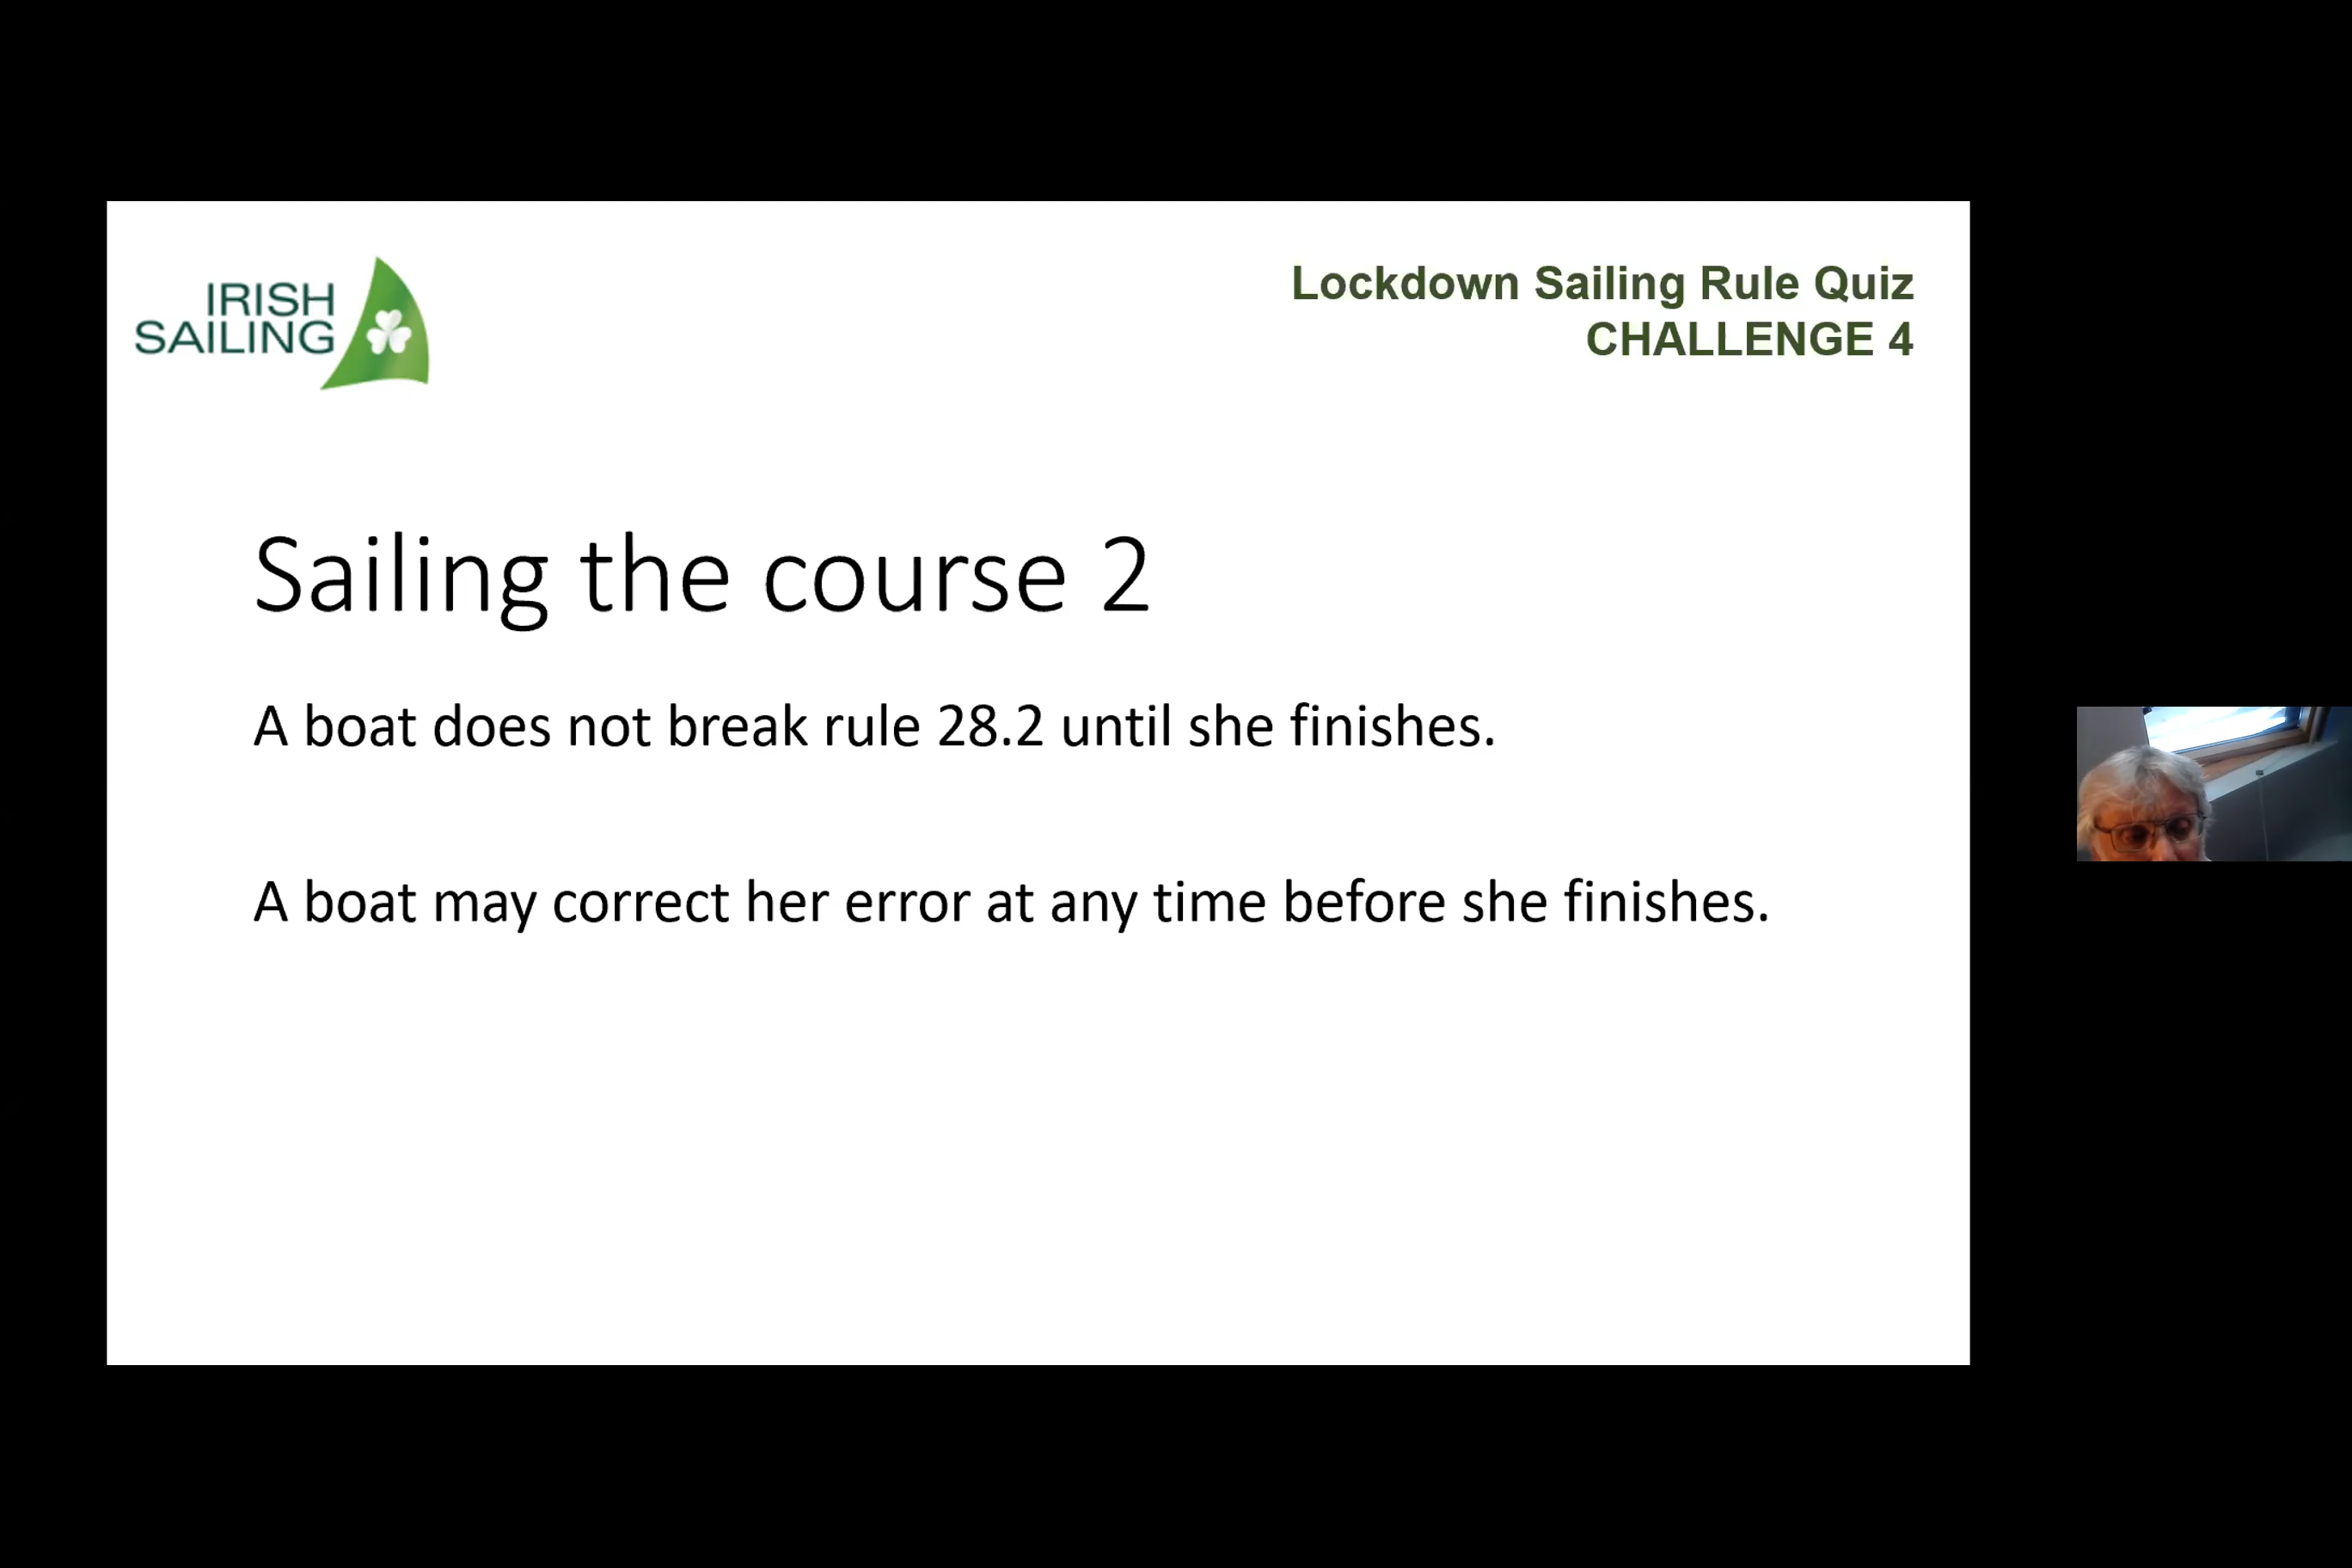 IRISH
SAILING
Lockdown Sailing Rule Quiz
CHALLENGE 4
Sailing the course 2
A boat does not break rule 28.2 until she finishes.
A boat may correct her error at any time before she finishes.